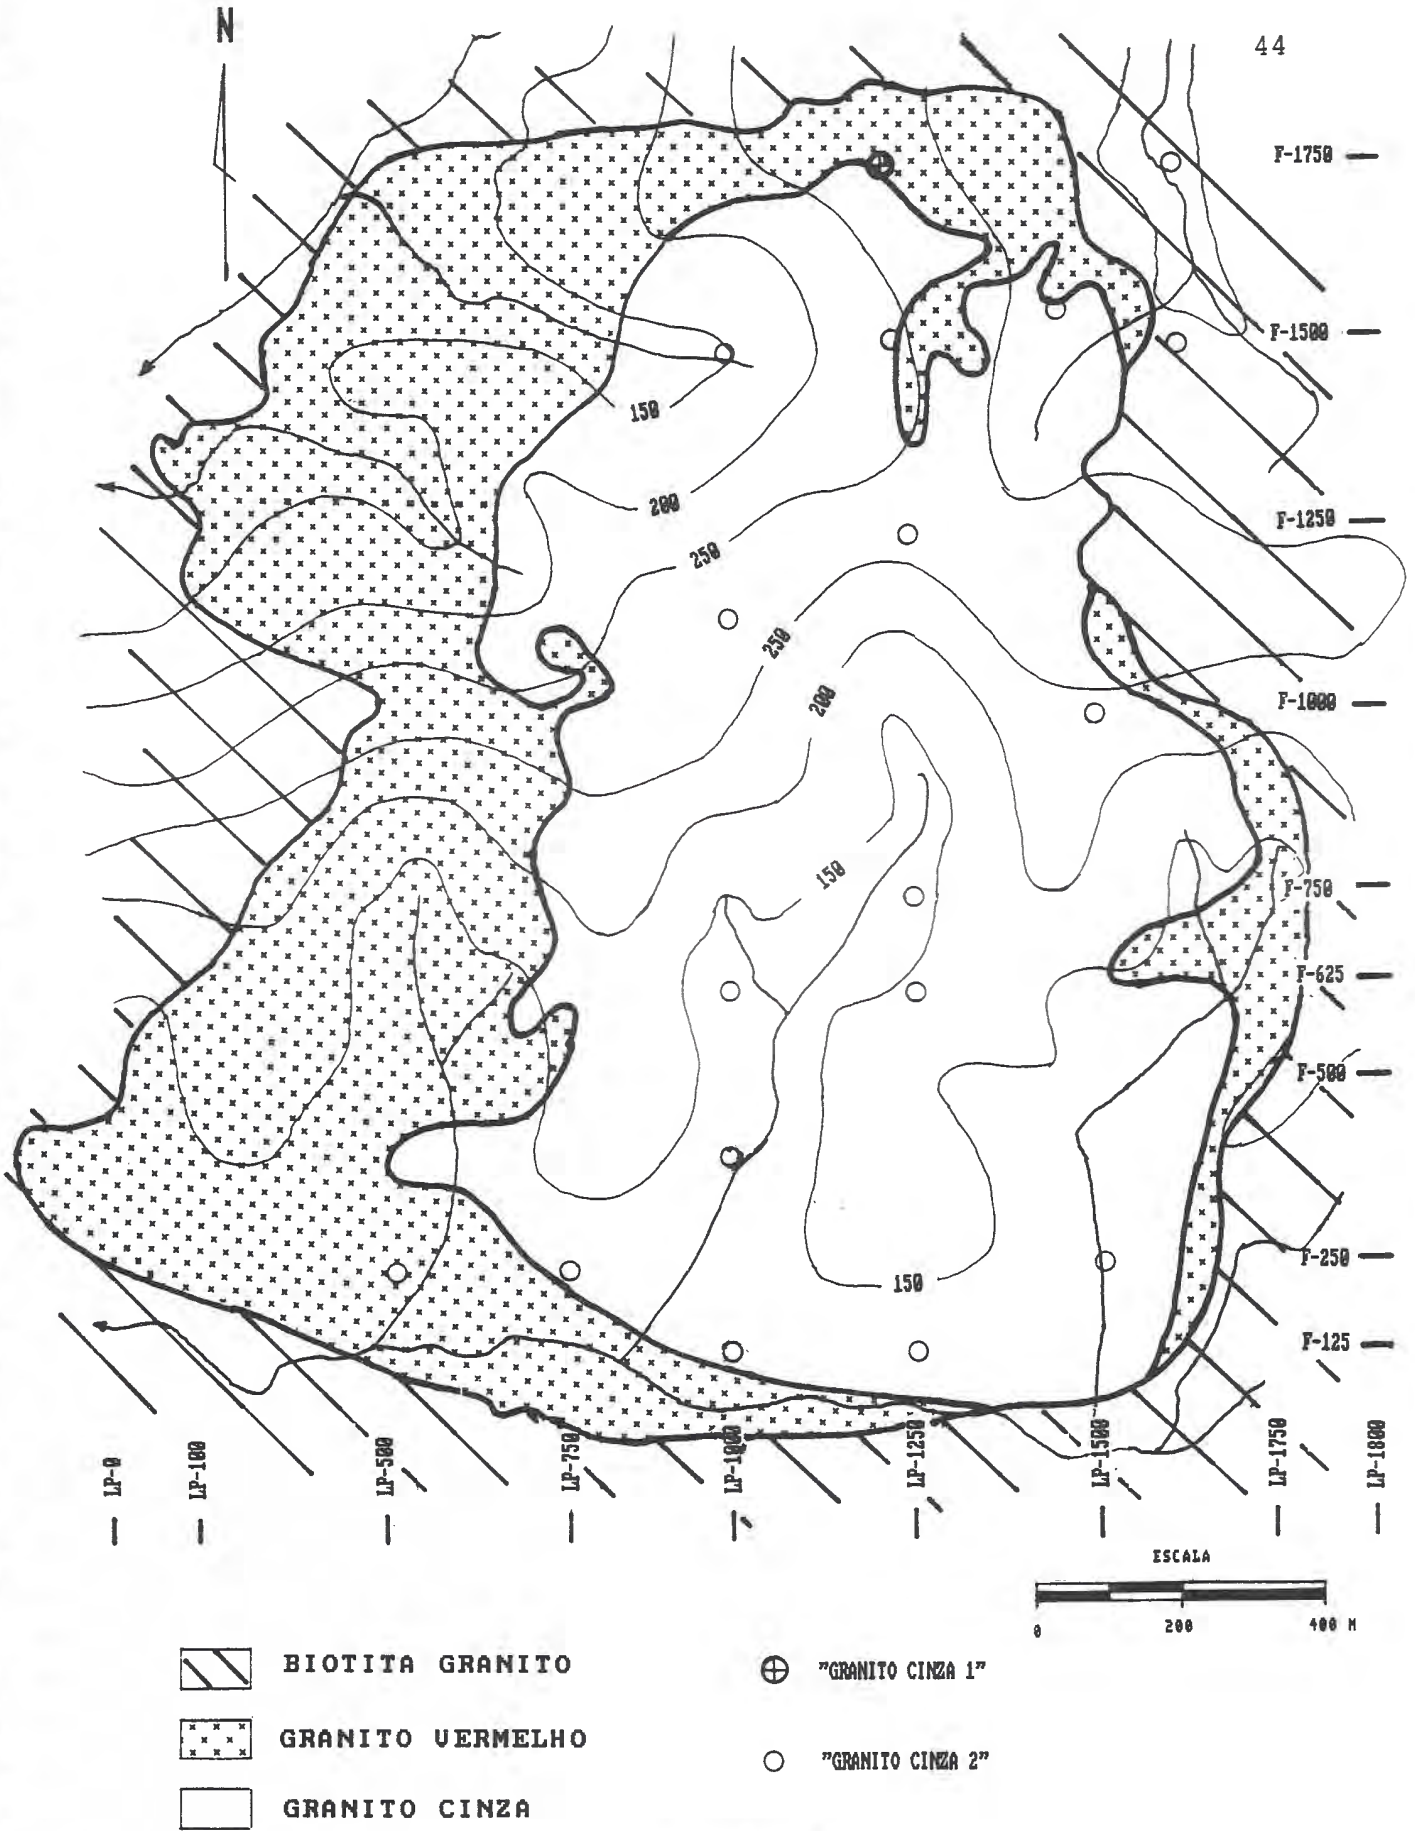 N
44
F-1750
F-1500
150
200
F-1250
250
250
200
F-1000
150
F-750
F-625
F-500
F-250
150
F-125
LP-0
LP-100
LP-500
LP-750
LP-1000
LP-1250
LP-1500
LP-1750
LP-1800
ESCALA
0 200 400 M
BIOTITA GRANITO
"GRANITO CINZA 1"
GRANITO VERMELHO
"GRANITO CINZA 2"
GRANITO CINZA